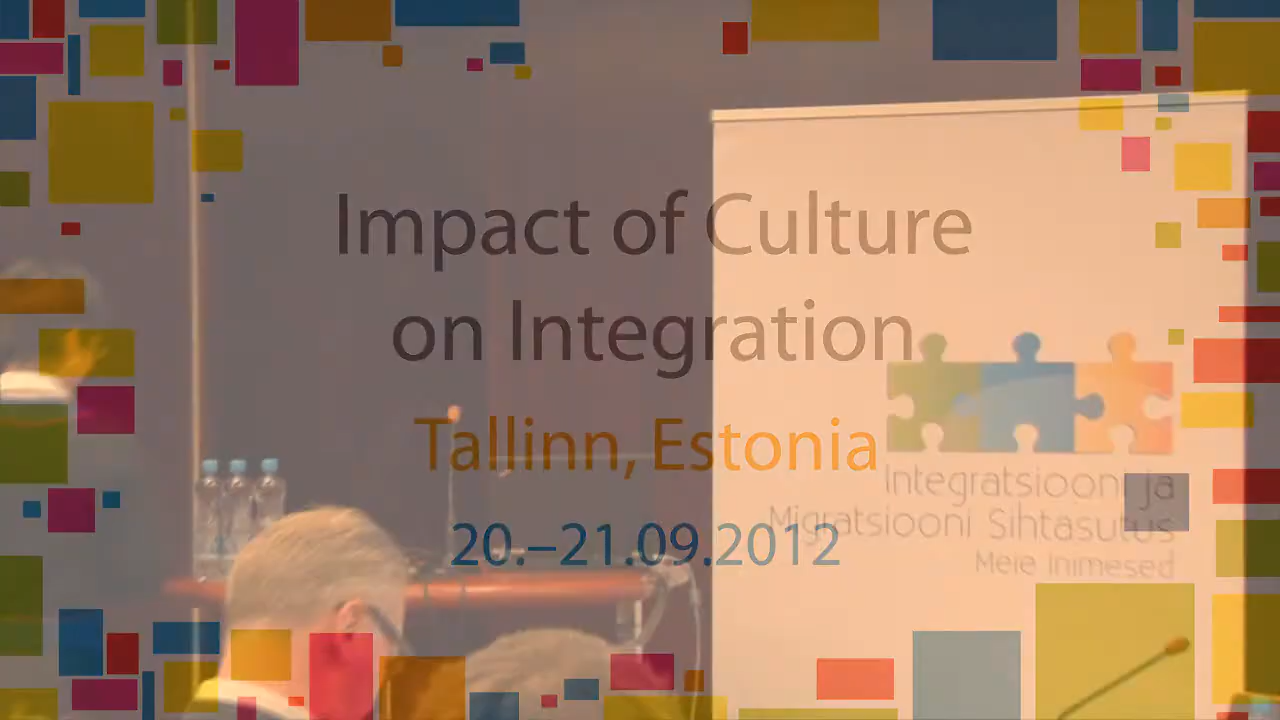 Impact of Culture
on Integration
Tallinn, Estonia
20.–21.09.2012
Integratsiooni ja
Migratsiooni Sihtasutus
Meie Inimesed